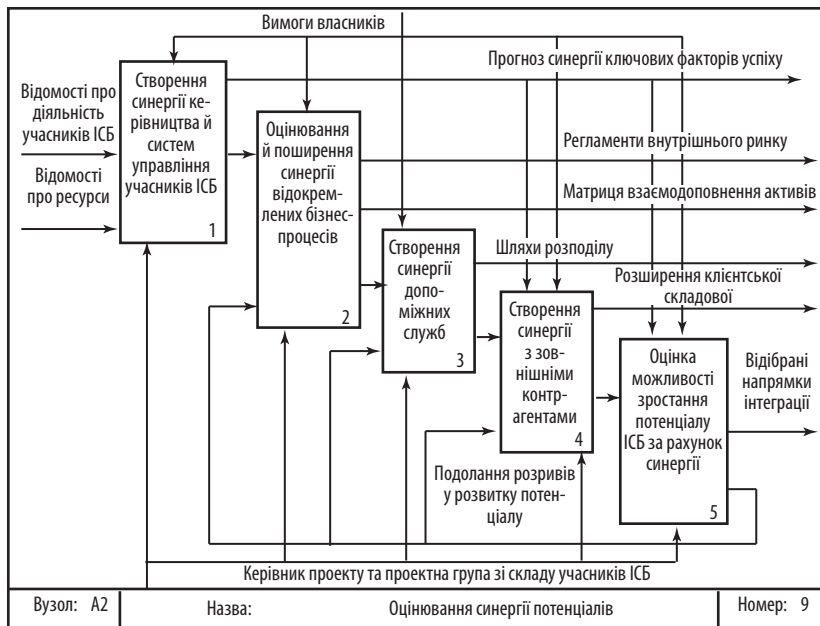 Вимоги власників
Прогноз синергії ключових факторів успіху
Відомості про
діяльність
учасників ІСБ
Відомості
про ресурси
Створення
синергії ке-
рівництва й
систем
управління
учасників ІСБ
1
Оцінювання
й поширення
синергії
відокрем-
лених бізнес-
процесів
2
Регламенти внутрішнього ринку
Матриця взаємодоповнення активів
Створення
синергії
допо-
міжних
служб
3
Шляхи розподілу
Розширення клієнтської
складової
Створення
синергії
з зов-
нішніми
контр-
агентами
4
Оцінка
можливості
зростання
потенціалу
ІСБ за рахунок
синергії
5
Відібрані
напрямки
інтеграції
Подолання розривів
у розвитку потен-
ціалу
Керівник проекту та проектна група зі складу учасників ІСБ
Вузол: А2
Назва: Оцінювання синергії потенціалів
Номер: 9